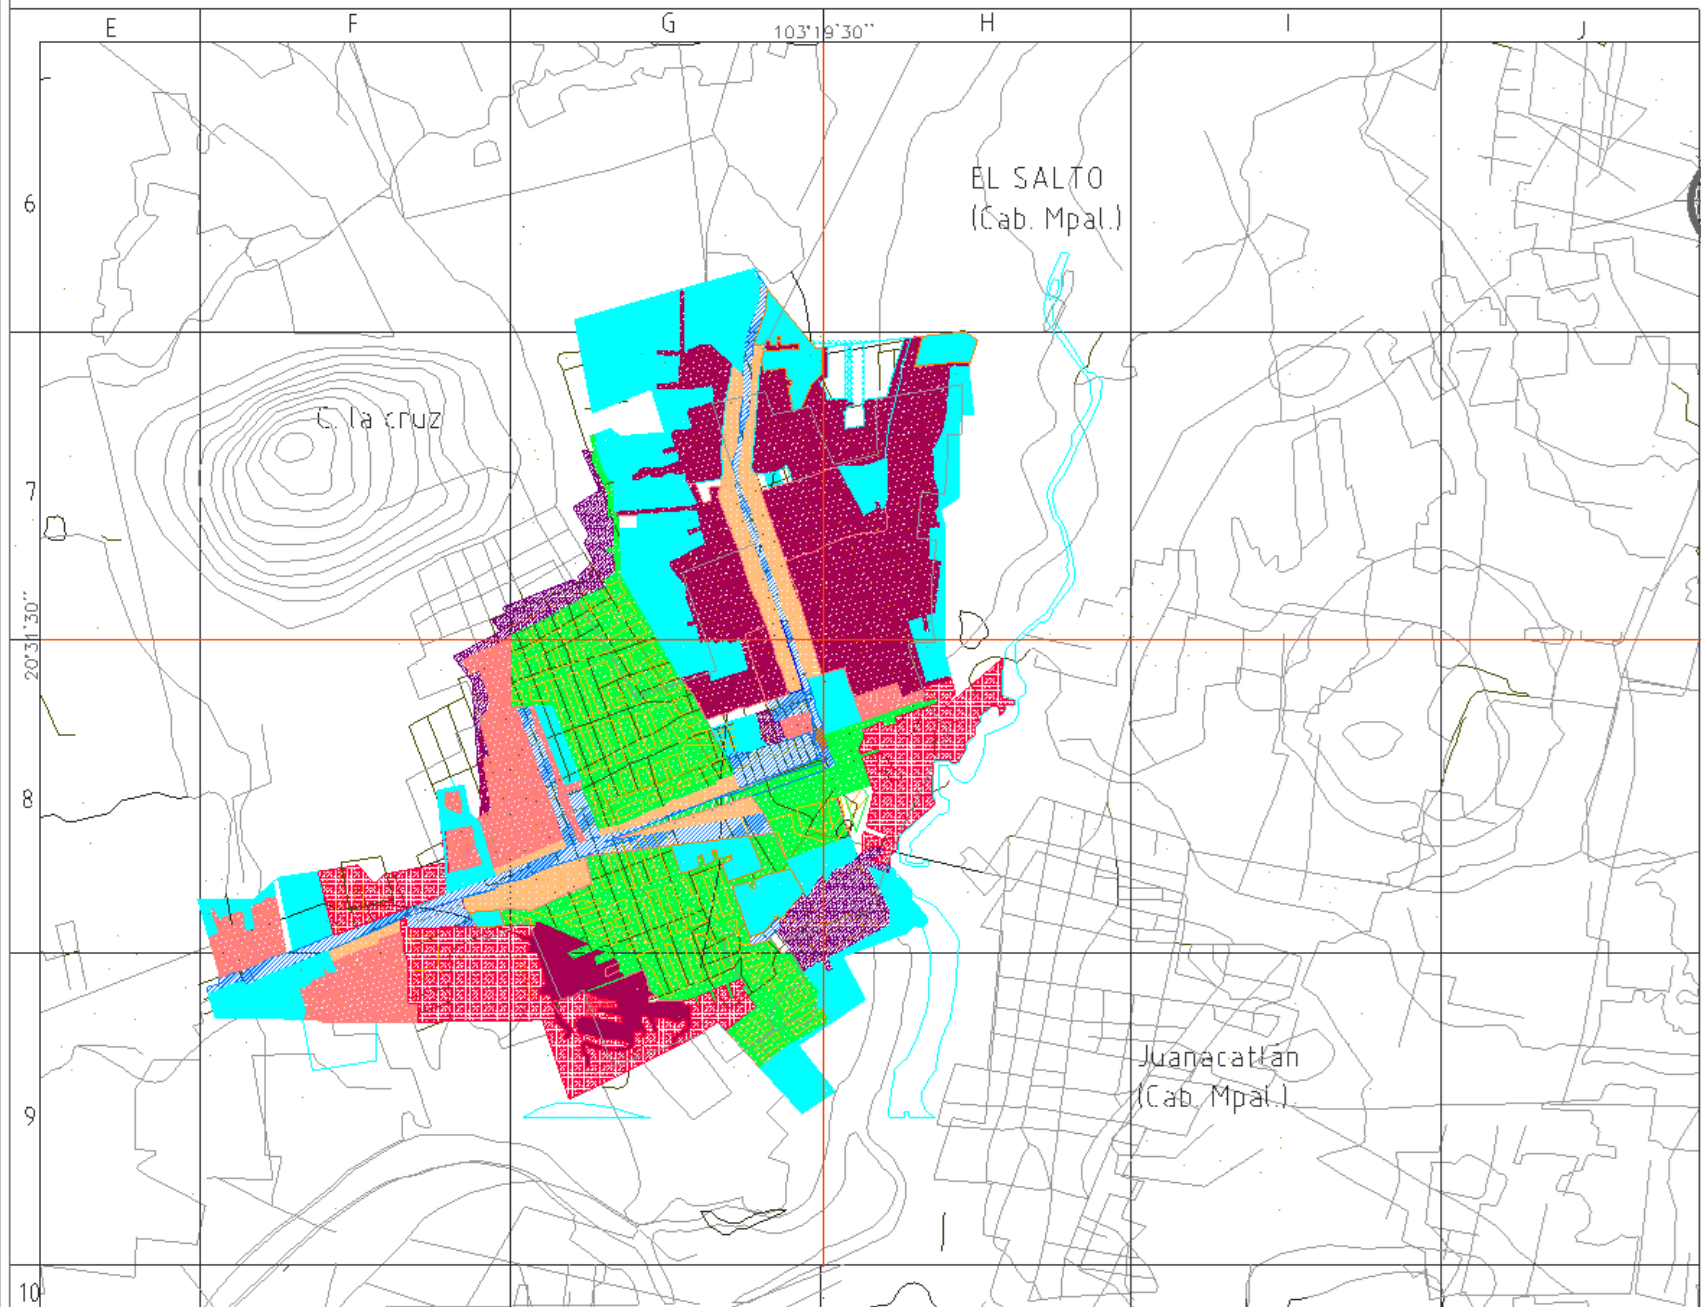 E
F
G
H
I
J
103°19'30''
EL SALTO
(Cab. Mpal.)
6
C. la cruz
7
20°31'30''
8
Juanacatlán
(Cab. Mpal.)
9
10